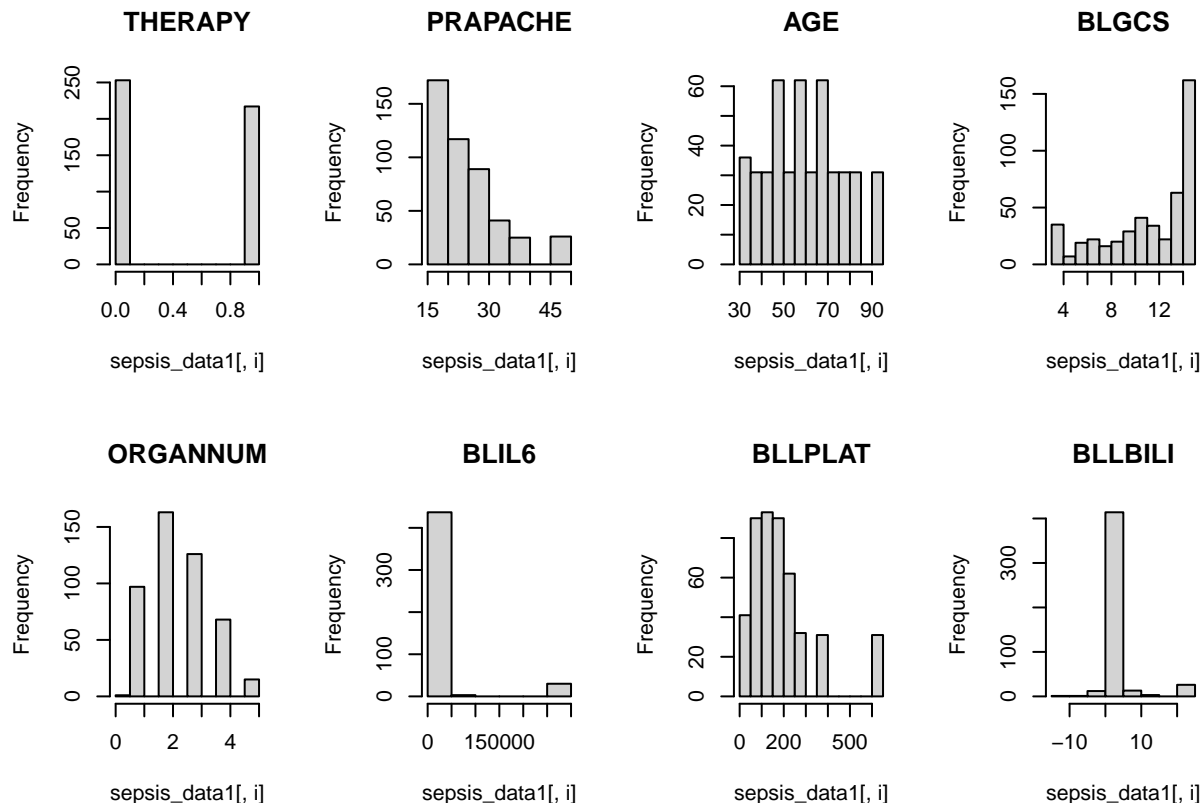 THERAPY
Frequency
0 50 150 250
0.0 0.4 0.8
sepsis_data1[, i]
PRAPACHE
Frequency
0 50 100 150
15 30 45
sepsis_data1[, i]
AGE
Frequency
0 20 40 60
30 50 70 90
sepsis_data1[, i]
BLGCS
Frequency
0 50 100 150
4 8 12
sepsis_data1[, i]
ORGANNUM
Frequency
0 50 100 150
0 2 4
sepsis_data1[, i]
BLIL6
Frequency
0 100 300
0 150000
sepsis_data1[, i]
BLLPLAT
Frequency
0 20 60
0 200 500
sepsis_data1[, i]
BLLBILI
Frequency
0 100 300
−10 10
sepsis_data1[, i]